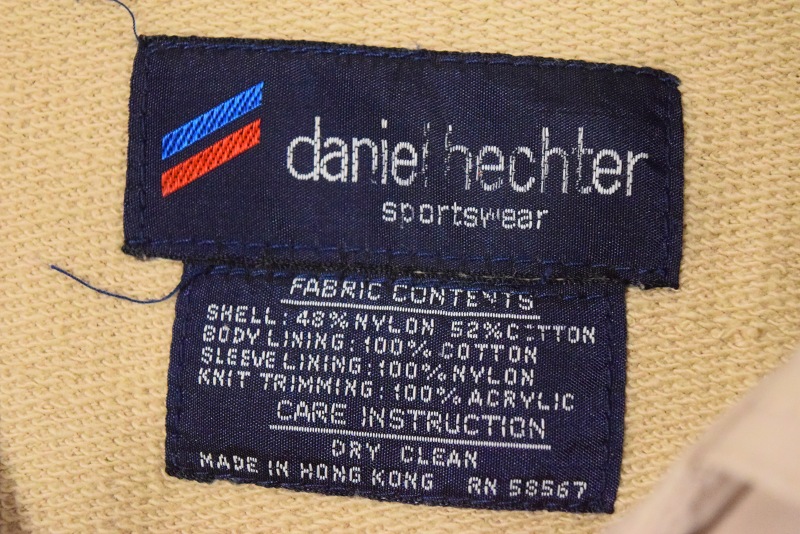 daniel hechter
sportswear
FABRIC CONTENTS
SHELL: 48% NYLON 52% COTTON
BODY LINING: 100% COTTON
SLEEVE LINING: 100% NYLON
KNIT TRIMMING: 100% ACRYLIC
CARE INSTRUCTION
DRY CLEAN
MADE IN HONG KONG RN 58567